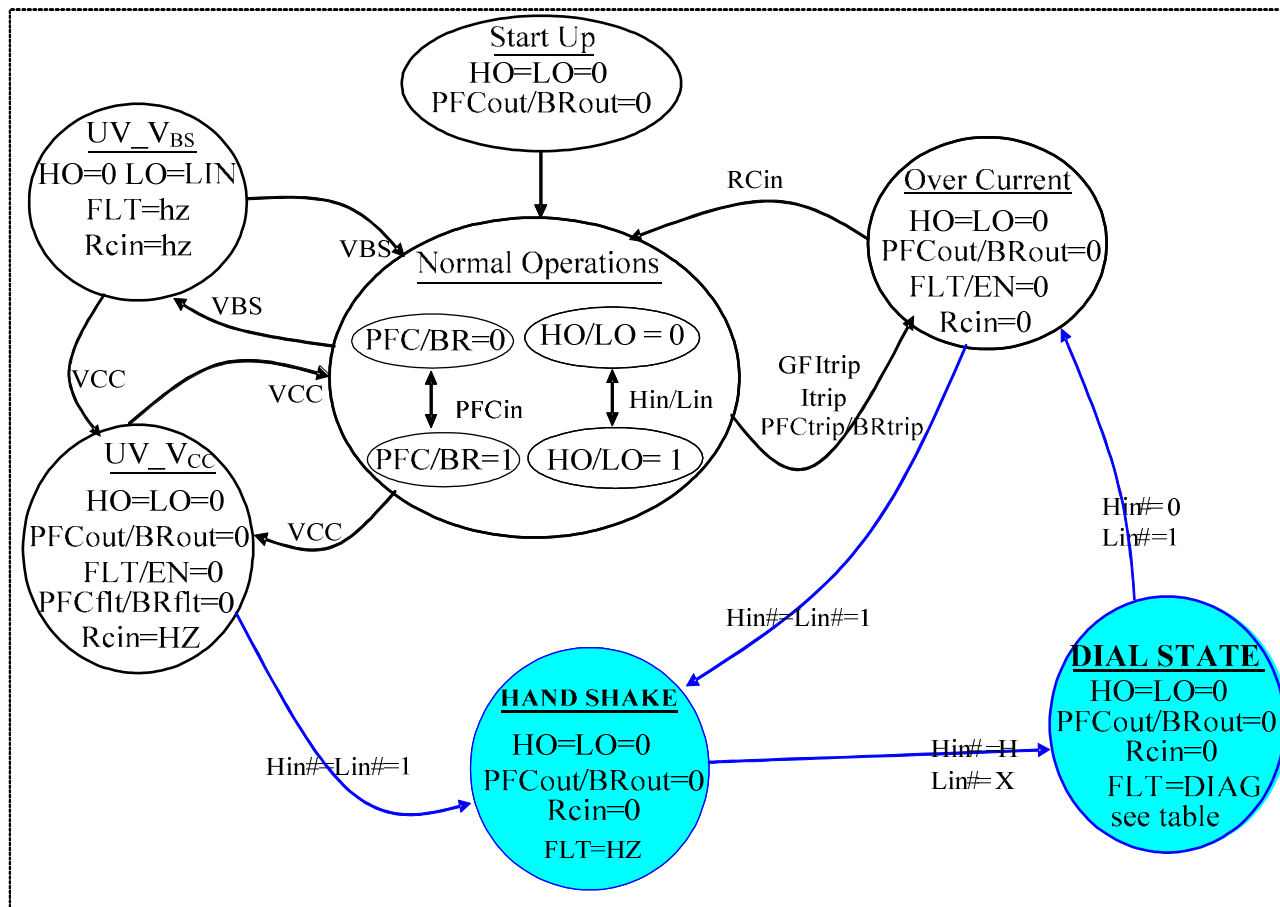 Start Up
HO=LO=0
PFCout/BRout=0
UV_VBS
HO=0 LO=LIN
FLT=hz
Rcin=hz
RCin
Over Current
HO=LO=0
PFCout/BRout=0
FLT/EN=0
Rcin=0
VBS
Normal Operations
VBS
PFC/BR=0
HO/LO = 0
VCC
VCC
PFCin
Hin/Lin
GFItrip
Itrip
PFCtrip/BRtrip
PFC/BR=1
HO/LO= 1
UV_VCC
HO=LO=0
PFCout/BRout=0
FLT/EN=0
PFCflt/BRflt=0
Rcin=HZ
VCC
Hin#=0
Lin#=1
Hin#=Lin#=1
HAND SHAKE
HO=LO=0
PFCout/BRout=0
Rcin=0
FLT=HZ
Hin#=Lin#=1
Hin#=H
Lin#=X
DIAL STATE
HO=LO=0
PFCout/BRout=0
Rcin=0
FLT=DIAG
see table